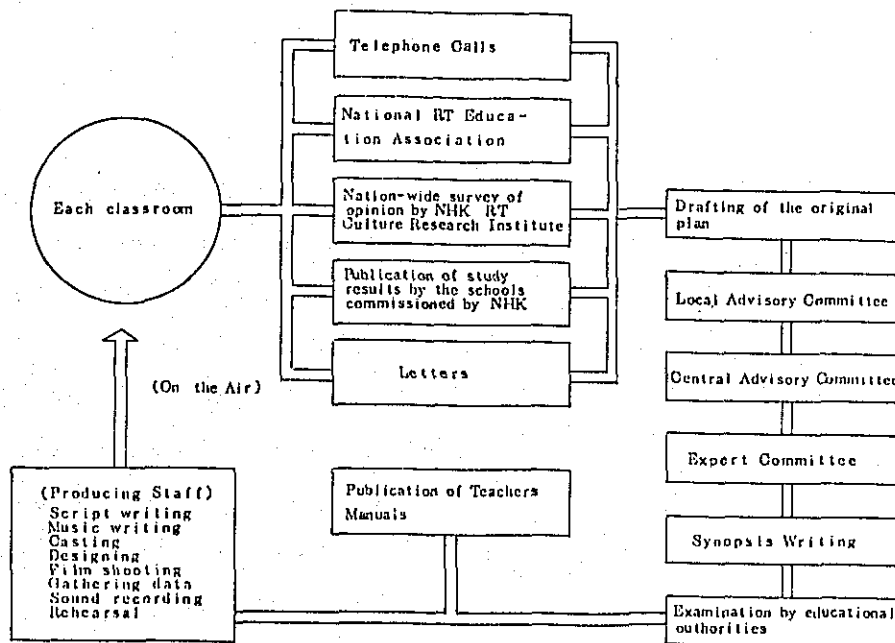 Telephone Calls
National RT Educa-
tion Association
Each classroom
Nation-wide survey of
opinion by NHK RT
Culture Research Institute
Publication of study
results by the schools
commissioned by NHK
Letters
Drafting of the original
plan
Local Advisory Committee
Central Advisory Committee
Expert Committee
Synopsis Writing
Examination by educational
authorities
Publication of Teachers
Manuals
(On the Air)
(Producing Staff)
Script writing
Music writing
Casting
Designing
Film shooting
Gathering data
Sound recording
Rehearsal